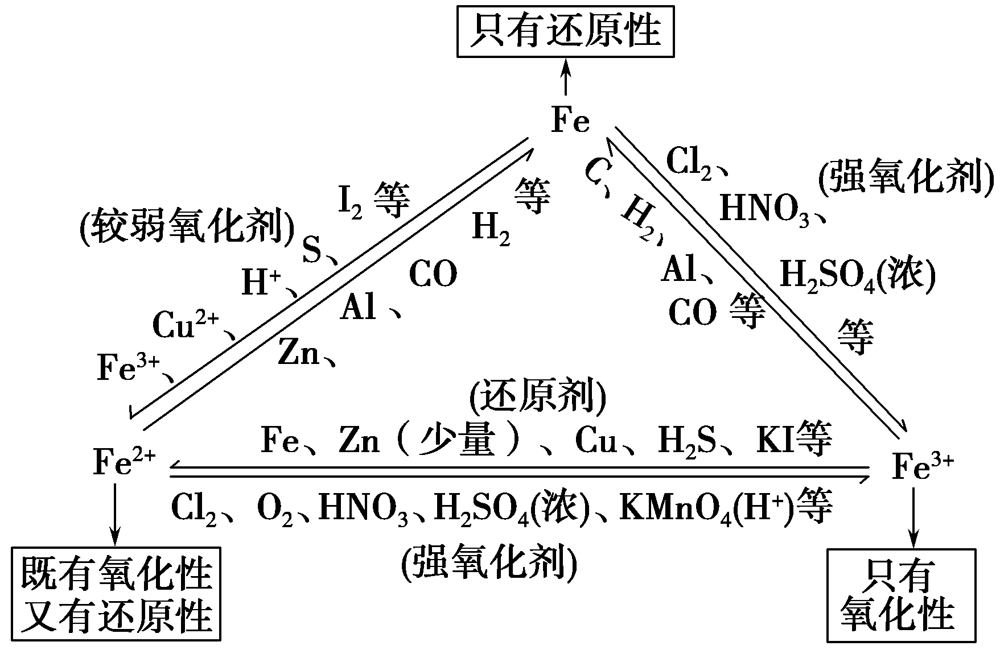 只有还原性
Fe
Cl₂、
(强氧化剂)
HNO₃、
H₂SO₄(浓)
等
C、
H₂、
Al、
CO 等
(较弱氧化剂)
I₂ 等
S、
H⁺、
Cu²⁺、
Fe³⁺、
等
H₂
CO
Al 、
Zn、
(还原剂)
Fe、Zn（少量）、Cu、H₂S、KI等
Fe²⁺
Fe³⁺
Cl₂、O₂、HNO₃、H₂SO₄(浓)、KMnO₄(H⁺)等
(强氧化剂)
既有氧化性
又有还原性
只有
氧化性